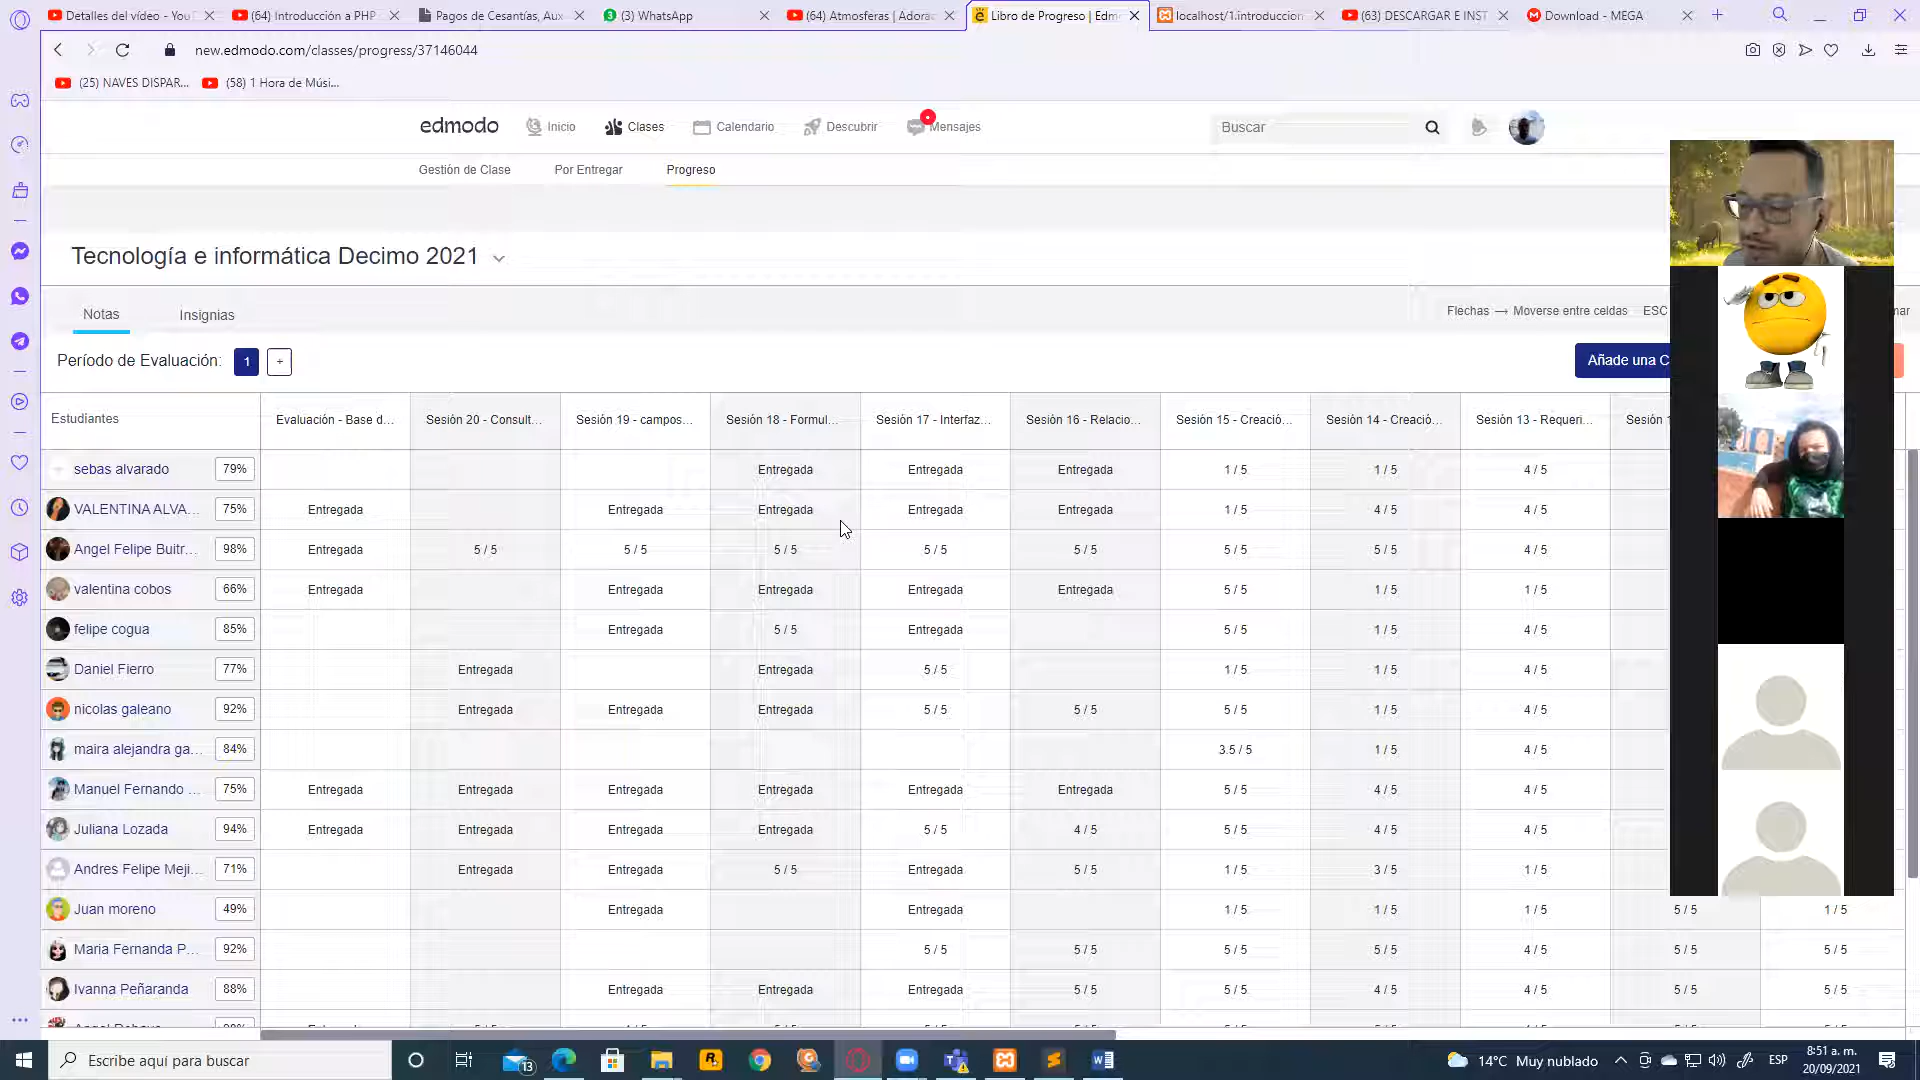 Detalles del vídeo - You
(64) Introducción a PHP
Pagos de Cesantías, Aux
(3) WhatsApp
(64) Atmosferas | Adorac
Libro de Progreso | Edm
localhost/1.introduccion
(63) DESCARGAR E INST
Download - MEGA
new.edmodo.com/classes/progress/37146044
(25) NAVES DISPAR...
(58) 1 Hora de Músi...
edmodo
Inicio
Clases
Calendario
Descubrir
Mensajes
Buscar
Gestión de Clase
Por Entregar
Progreso
Tecnología e informática Decimo 2021
Notas
Insignias
Flechas → Moverse entre celdas ESC
nar
Período de Evaluación: 1 +
Añade una C
Estudiantes Evaluación - Base d... Sesión 20 - Consult... Sesión 19 - campos... Sesión 18 - Formul... Sesión 17 - Interfaz... Sesión 16 - Relacio... Sesión 15 - Creació... Sesión 14 - Creació... Sesión 13 - Requeri... Sesión 1
sebas alvarado 79% Entregada Entregada Entregada 1 / 5 1 / 5 4 / 5
VALENTINA ALVA... 75% Entregada Entregada Entregada Entregada Entregada 1 / 5 4 / 5 4 / 5
Angel Felipe Buitr... 98% Entregada 5 / 5 5 / 5 5 / 5 5 / 5 5 / 5 5 / 5 5 / 5 4 / 5
valentina cobos 66% Entregada Entregada Entregada Entregada Entregada 5 / 5 1 / 5 1 / 5
felipe cogua 85% Entregada 5 / 5 Entregada 5 / 5 1 / 5 4 / 5
Daniel Fierro 77% Entregada Entregada 5 / 5 1 / 5 1 / 5 4 / 5
nicolas galeano 92% Entregada Entregada Entregada 5 / 5 5 / 5 5 / 5 1 / 5 4 / 5
maira alejandra ga... 84% 3.5 / 5 1 / 5 4 / 5
Manuel Fernando ... 75% Entregada Entregada Entregada Entregada Entregada Entregada 5 / 5 4 / 5 4 / 5
Juliana Lozada 94% Entregada Entregada Entregada Entregada 5 / 5 4 / 5 5 / 5 4 / 5 4 / 5
Andres Felipe Meji... 71% Entregada Entregada 5 / 5 Entregada 5 / 5 1 / 5 3 / 5 1 / 5
Juan moreno 49% Entregada Entregada 1 / 5 1 / 5 1 / 5 5 / 5 1 / 5
Maria Fernanda P... 92% 5 / 5 5 / 5 5 / 5 5 / 5 4 / 5 5 / 5 5 / 5
Ivanna Peñaranda 88% Entregada Entregada Entregada 5 / 5 5 / 5 4 / 5 4 / 5 5 / 5 5 / 5
Escribe aquí para buscar
13
14°C Muy nublado
ESP
8:51 a. m.
20/09/2021